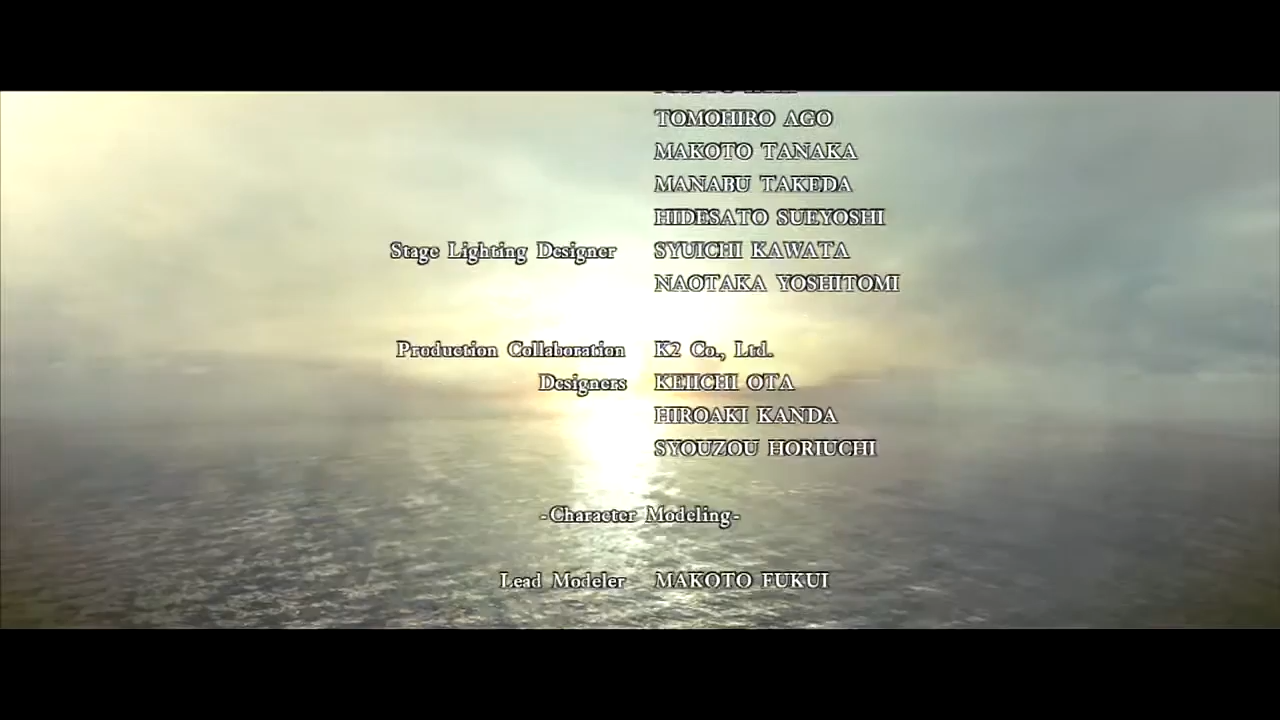 TOMOHIRO AGO
MAKOTO TANAKA
MANABU TAKEDA
HIDESATO SUEYOSHI
Stage Lighting Designer SYUICHI KAWATA
NAOTAKA YOSHITOMI
Production Collaboration K2 Co., Ltd.
Designers KEIICHI OTA
HIROAKI KANDA
SYOUZOU HORIUCHI
-Character Modeling-
Lead Modeler MAKOTO FUKUI